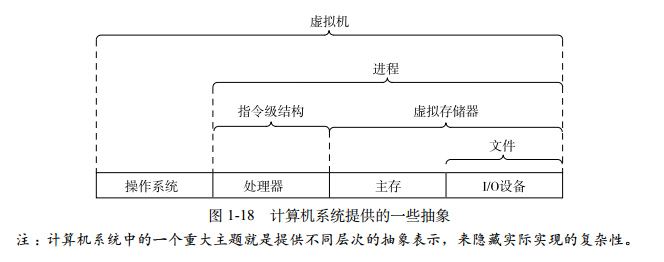 虚拟机
进程
指令级结构 虚拟存储器
文件
操作系统 处理器 主存 I/O设备
图 1-18 计算机系统提供的一些抽象
注：计算机系统中的一个重大主题就是提供不同层次的抽象表示，来隐藏实际实现的复杂性。